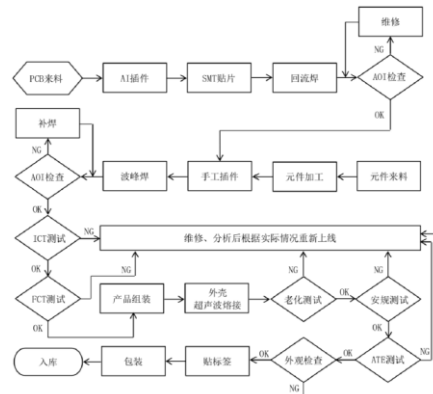 维修
NG
PCB来料
AI插件
SMT贴片
回流焊
AOI检查
OK
补焊
NG
AOI检查
波峰焊
手工插件
元件加工
元件来料
OK
ICT测试
NG
维修、分析后根据实际情况重新上线
OK
NG
NG
NG
FCT测试
产品组装
外壳
超声波熔接
老化测试
OK
安规测试
NG
OK
OK
入库
包装
贴标签
OK
外观检查
OK
ATE测试
NG